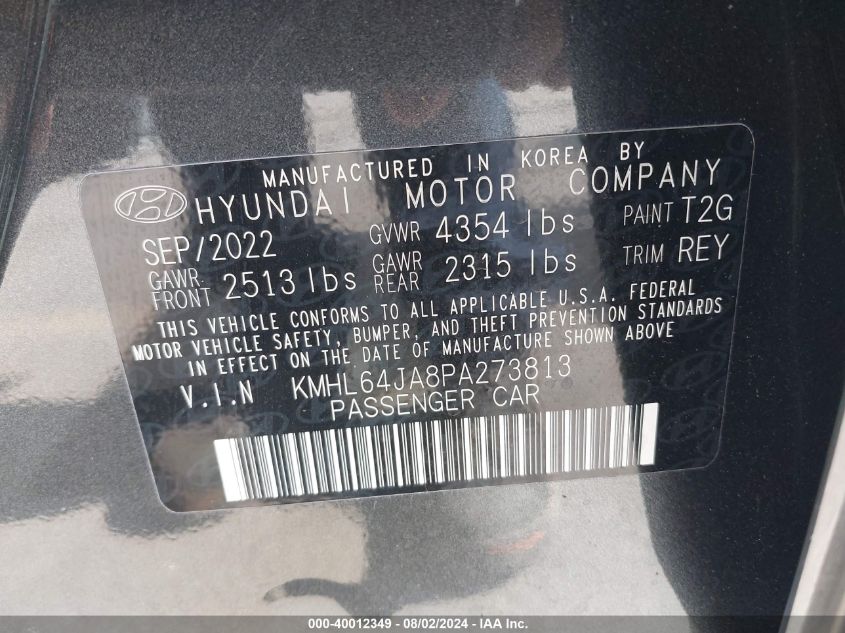 MANUFACTURED IN KOREA BY
HYUNDAI MOTOR COMPANY
SEP/2022 GVWR 4354 lbs PAINT T2G
GAWR FRONT 2513 lbs GAWR REAR 2315 lbs TRIM REY
THIS VEHICLE CONFORMS TO ALL APPLICABLE U.S.A. FEDERAL
MOTOR VEHICLE SAFETY, BUMPER, AND THEFT PREVENTION STANDARDS
IN EFFECT ON THE DATE OF MANUFACTURE SHOWN ABOVE
V.I.N KMHL64JA8PA273813
PASSENGER CAR
000-40012349 - 08/02/2024 - IAA Inc.